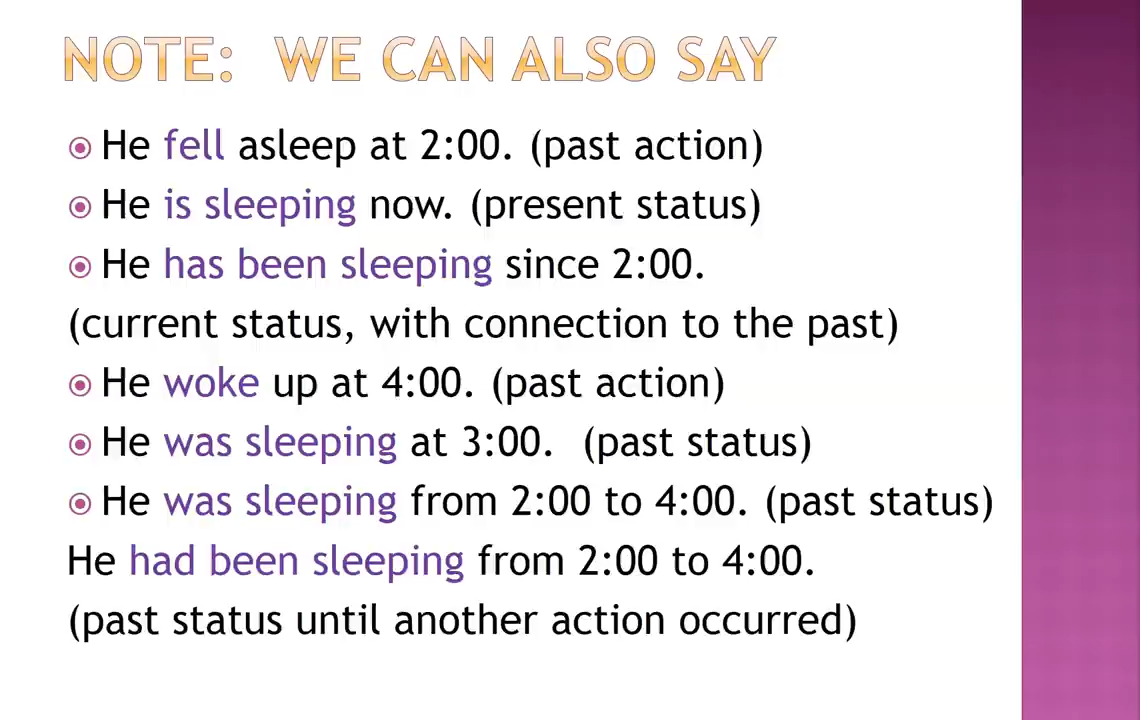 NOTE: WE CAN ALSO SAY
He fell asleep at 2:00. (past action)
He is sleeping now. (present status)
He has been sleeping since 2:00.
(current status, with connection to the past)
He woke up at 4:00. (past action)
He was sleeping at 3:00. (past status)
He was sleeping from 2:00 to 4:00. (past status)
He had been sleeping from 2:00 to 4:00.
(past status until another action occurred)